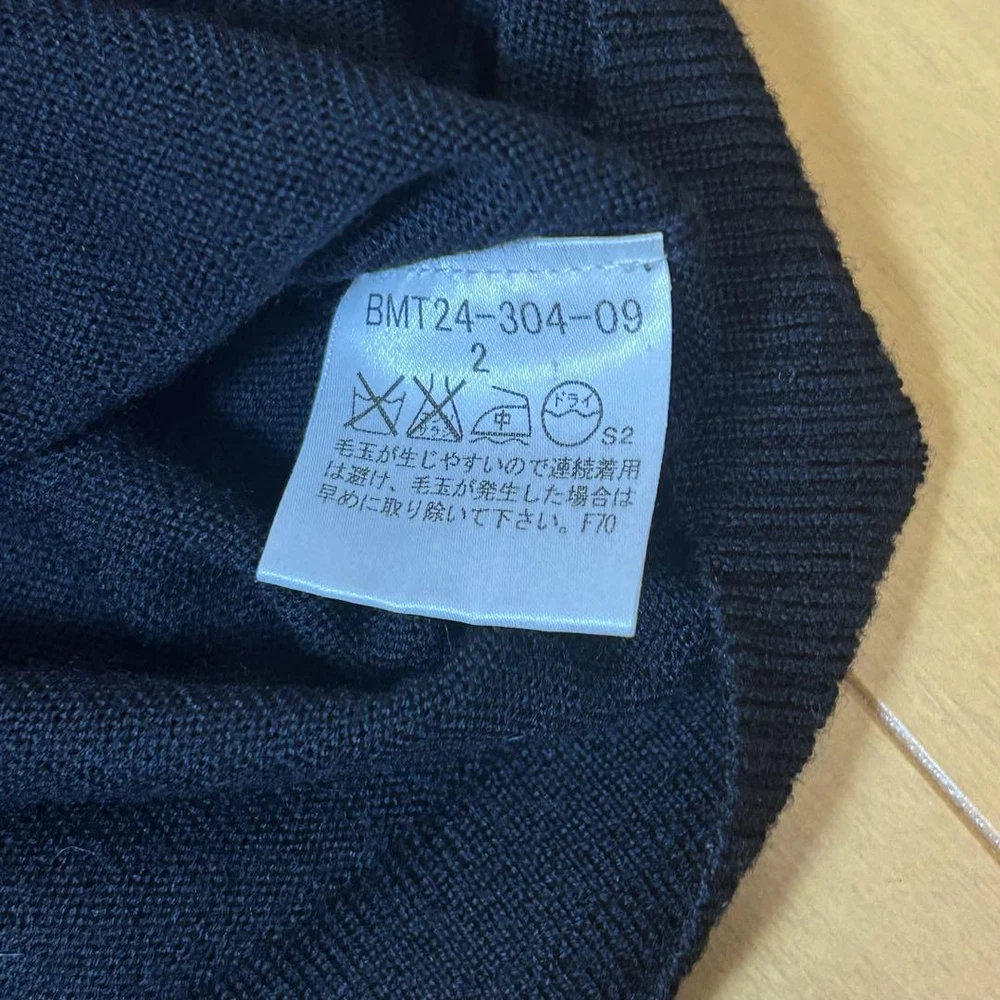 BMT24-304-09
2
中 ドライ S2
毛玉が生じやすいので連続着用
は避け、毛玉が発生した場合は
早めに取り除いて下さい。F70